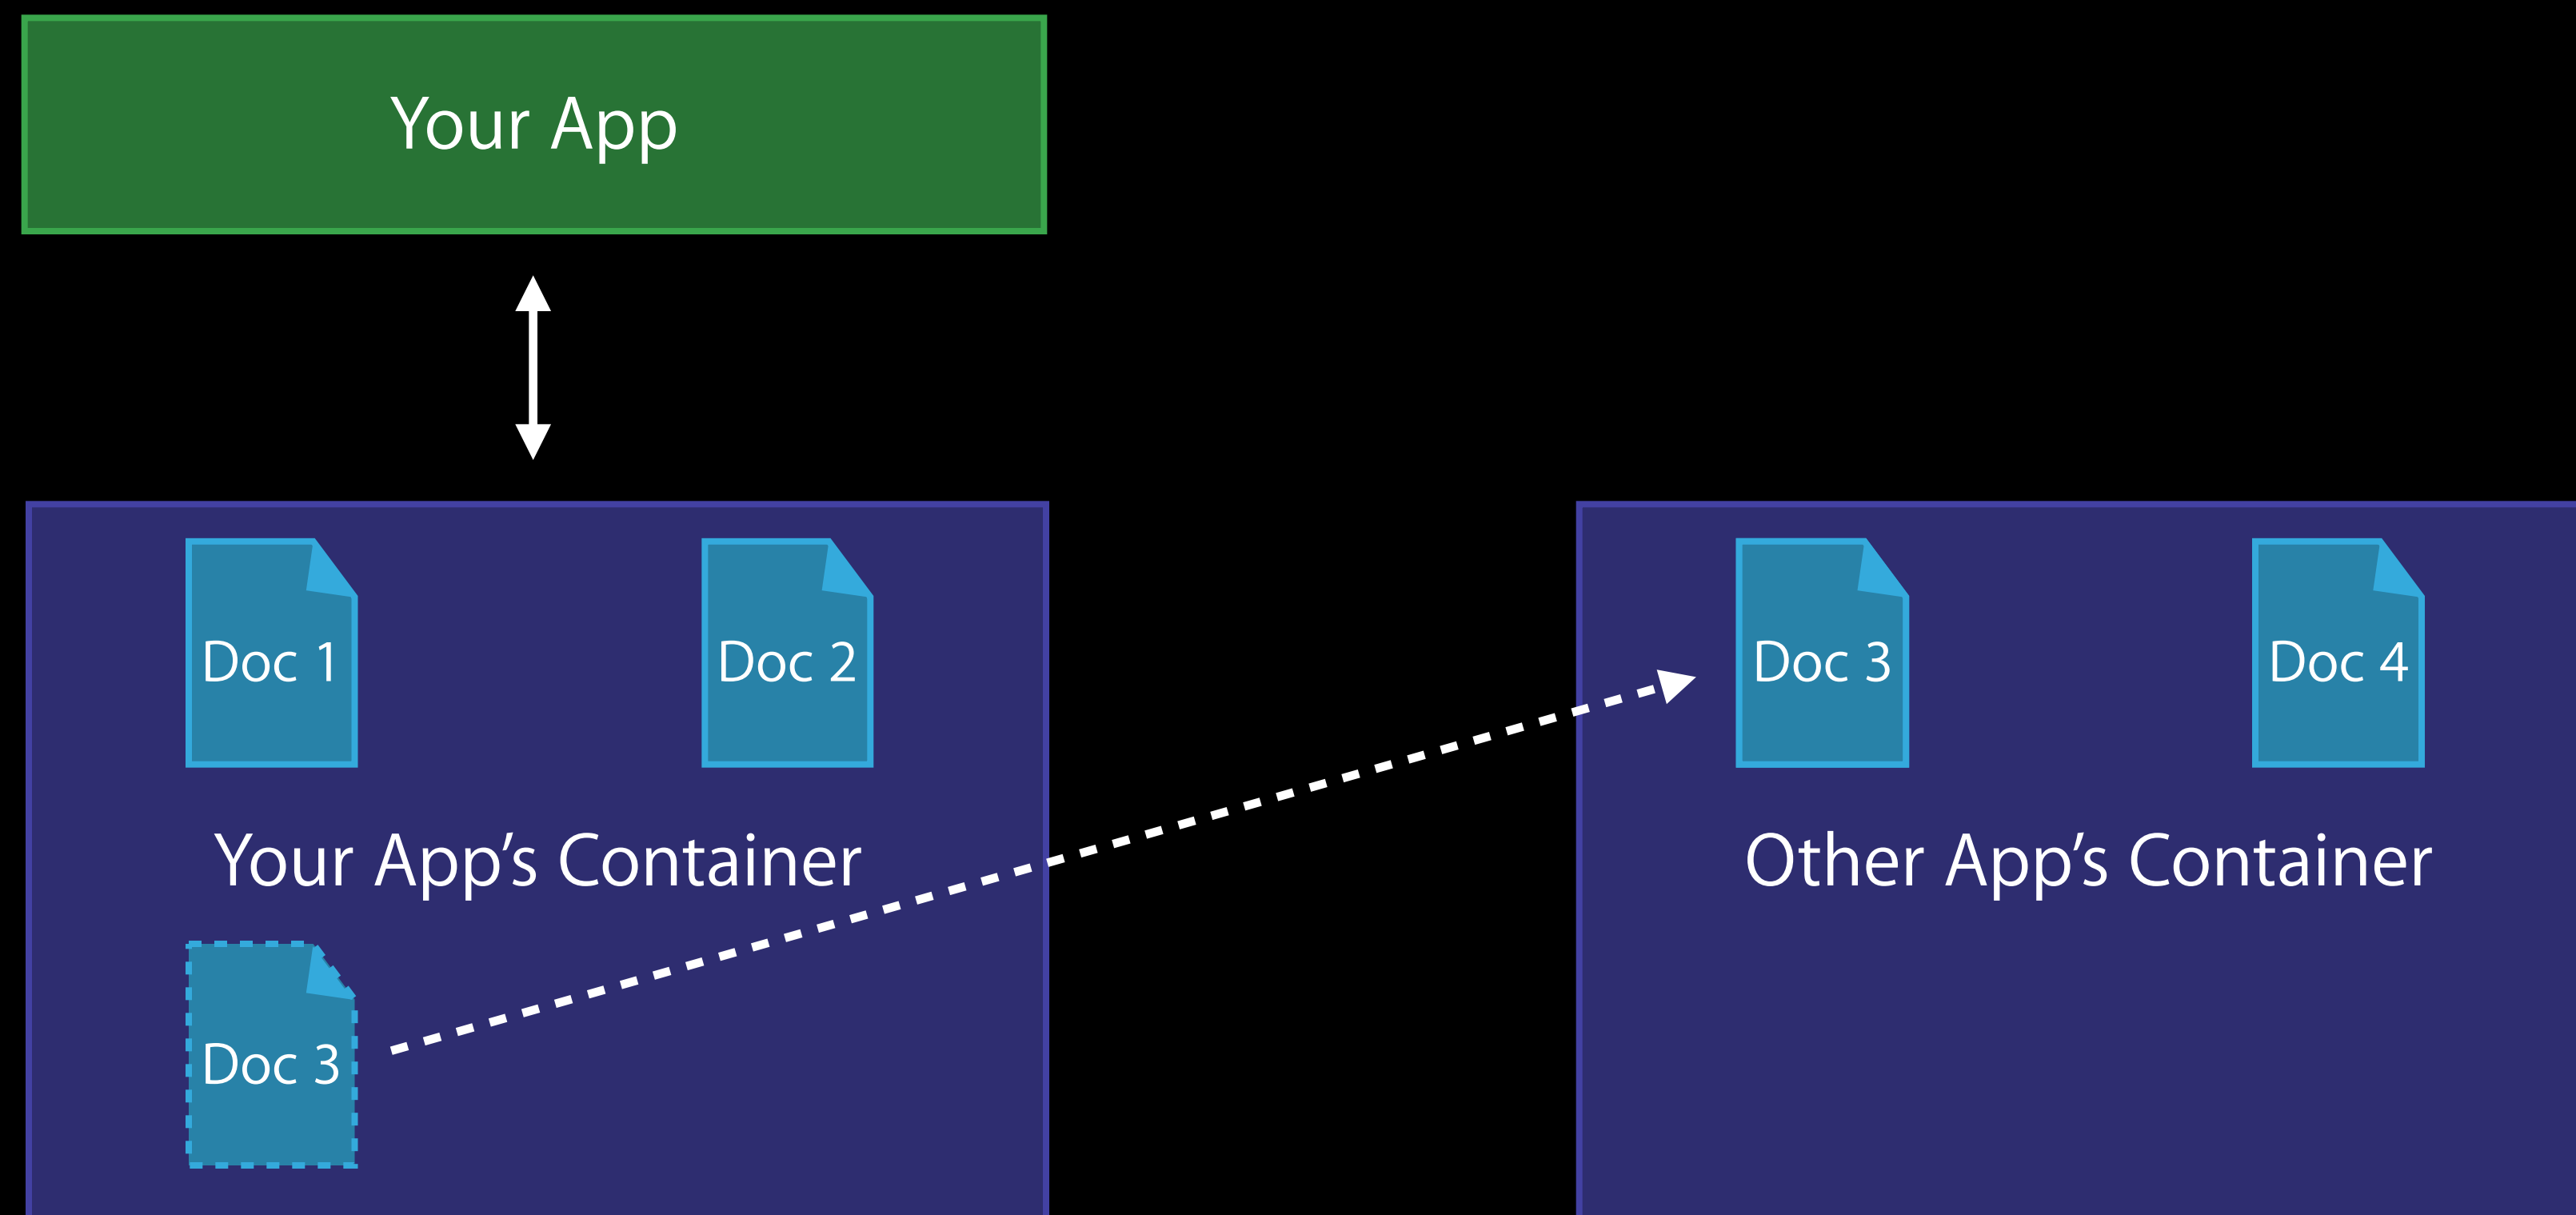 Your App
Doc 1
Doc 2
Your App’s Container
Doc 3
Doc 3
Doc 4
Other App’s Container